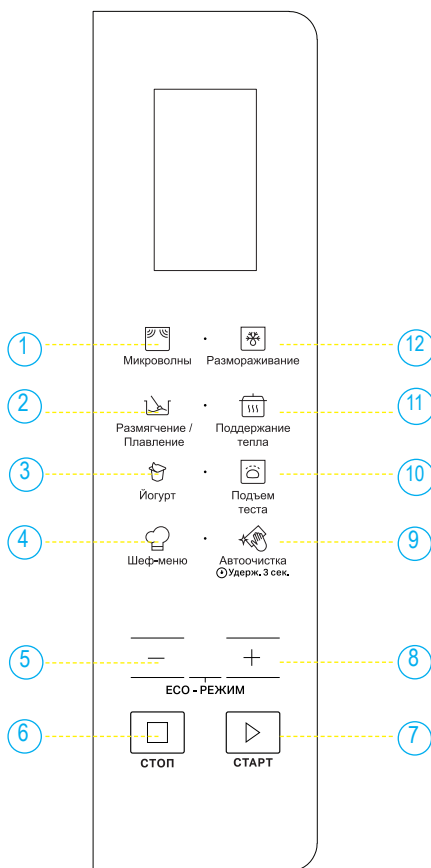 1
12
Микроволны
Размораживание
2
11
Размягчение /
Плавление
Поддержание
тепла
3
10
Йогурт
Подъем
теста
4
9
Шеф-меню
Автоочистка
Удерж. 3 сек.
5
8
− +
ECO - РЕЖИМ
6
7
СТОП
СТАРТ